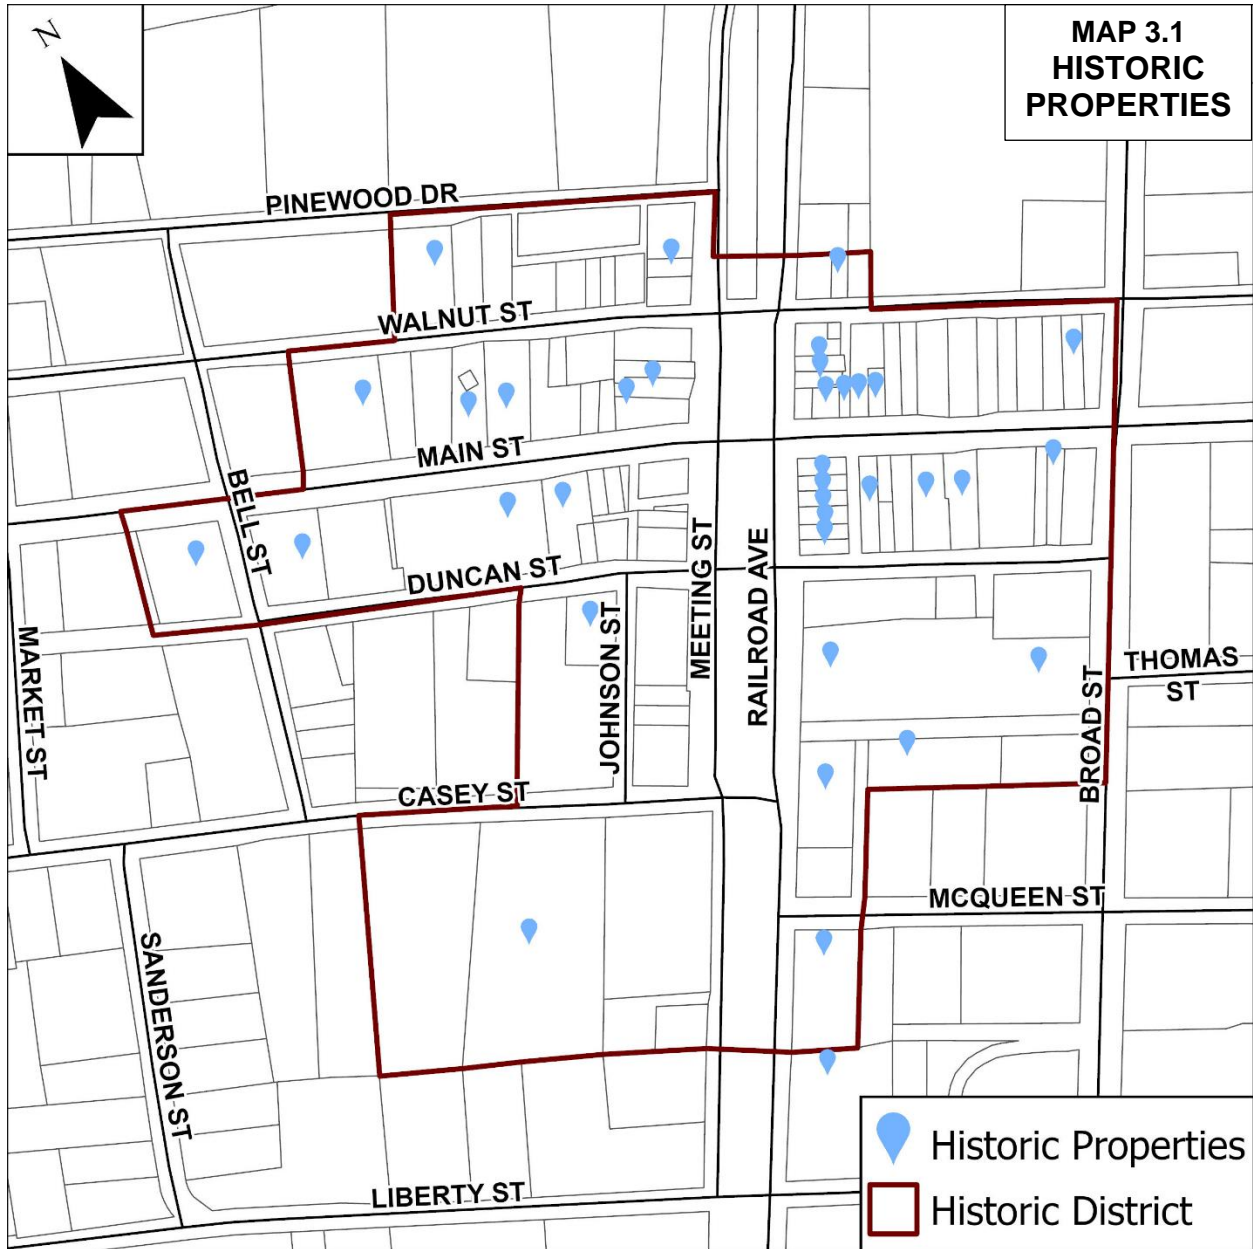 N
MAP 3.1
HISTORIC
PROPERTIES
PINEWOOD DR
WALNUT ST
MAIN ST
BELL ST
DUNCAN ST
MEETING ST
RAILROAD AVE
JOHNSON ST
MARKET ST
THOMAS
ST
BROAD ST
CASEY ST
MCQUEEN ST
SANDERSON ST
LIBERTY ST
Historic Properties
Historic District